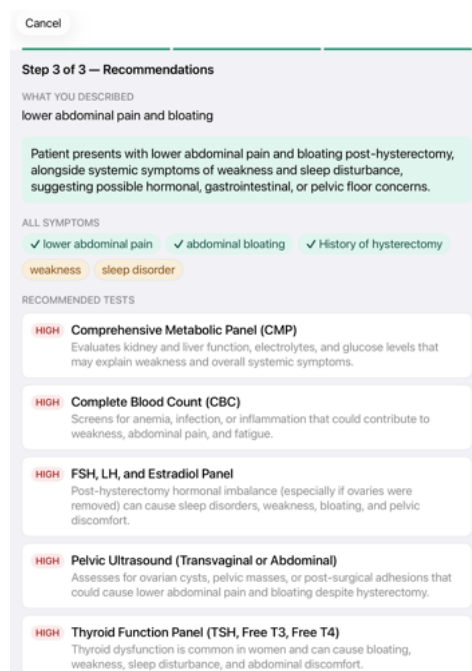 Cancel
Step 3 of 3 — Recommendations
WHAT YOU DESCRIBED
lower abdominal pain and bloating
Patient presents with lower abdominal pain and bloating post-hysterectomy,
alongside systemic symptoms of weakness and sleep disturbance,
suggesting possible hormonal, gastrointestinal, or pelvic floor concerns.
ALL SYMPTOMS
✓ lower abdominal pain ✓ abdominal bloating ✓ History of hysterectomy
weakness sleep disorder
RECOMMENDED TESTS
HIGH Comprehensive Metabolic Panel (CMP)
Evaluates kidney and liver function, electrolytes, and glucose levels that
may explain weakness and overall systemic symptoms.
HIGH Complete Blood Count (CBC)
Screens for anemia, infection, or inflammation that could contribute to
weakness, abdominal pain, and fatigue.
HIGH FSH, LH, and Estradiol Panel
Post-hysterectomy hormonal imbalance (especially if ovaries were
removed) can cause sleep disorders, weakness, bloating, and pelvic
discomfort.
HIGH Pelvic Ultrasound (Transvaginal or Abdominal)
Assesses for ovarian cysts, pelvic masses, or post-surgical adhesions that
could cause lower abdominal pain and bloating despite hysterectomy.
HIGH Thyroid Function Panel (TSH, Free T3, Free T4)
Thyroid dysfunction is common in women and can cause bloating,
weakness, sleep disturbance, and abdominal discomfort.